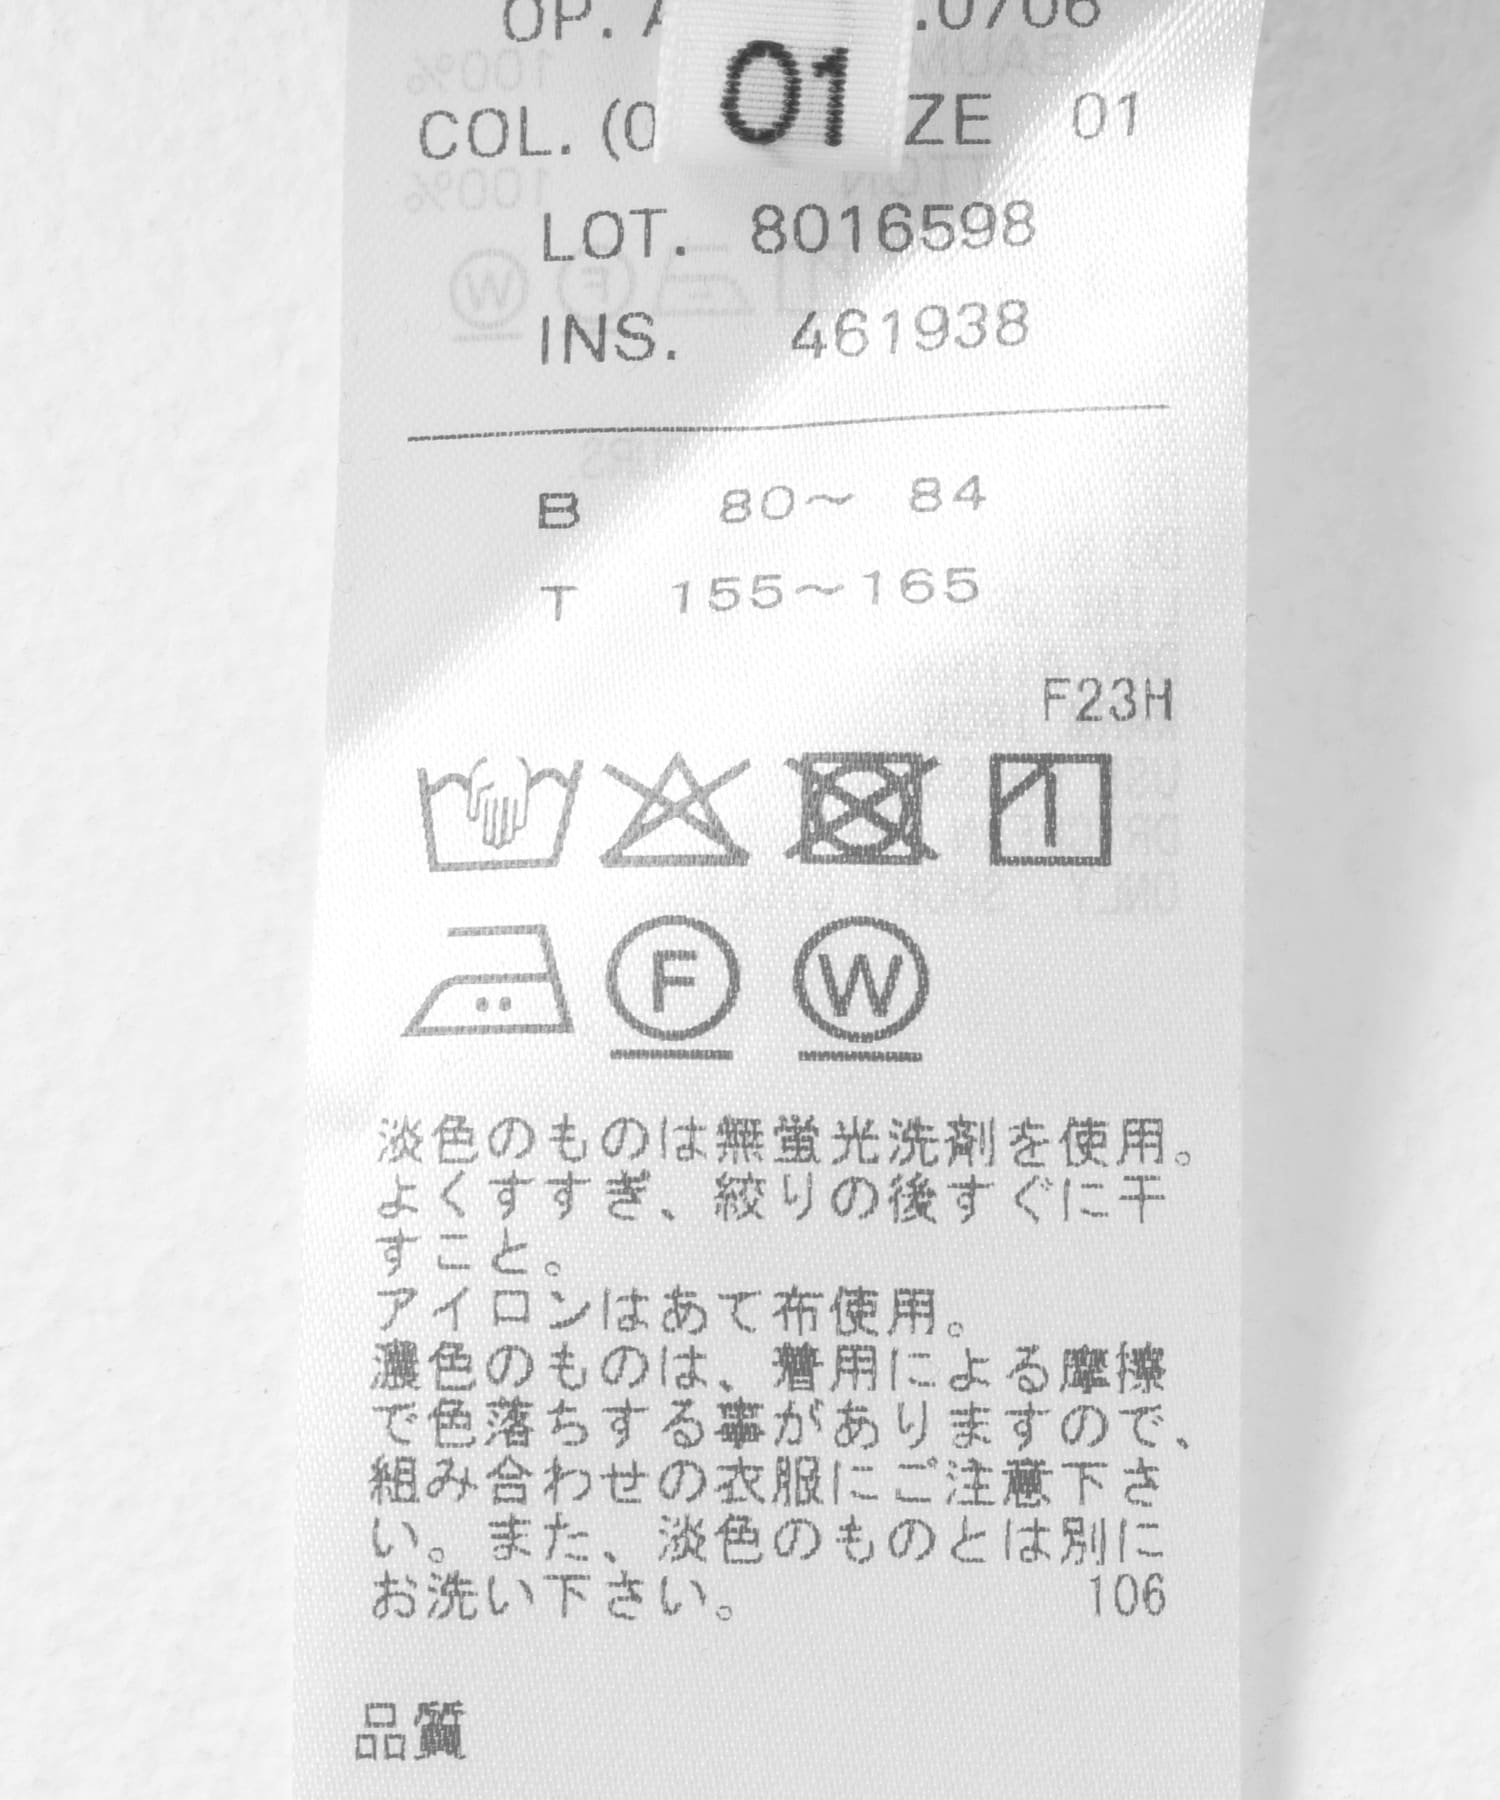 OP.
01
COL. (0 ZE 01
LOT. 8016598
INS. 461938
B 80〜 84
T 155〜165
F23H
F W
淡色のものは無蛍光洗剤を使用。
よくすすぎ、絞りの後すぐに干
すこと。
アイロンはあて布使用。
濃色のものは、着用による摩擦
で色落ちする事がありますので、
組み合わせの衣服にご注意下さ
い。また、淡色のものとは別に
お洗い下さい。 106
品質